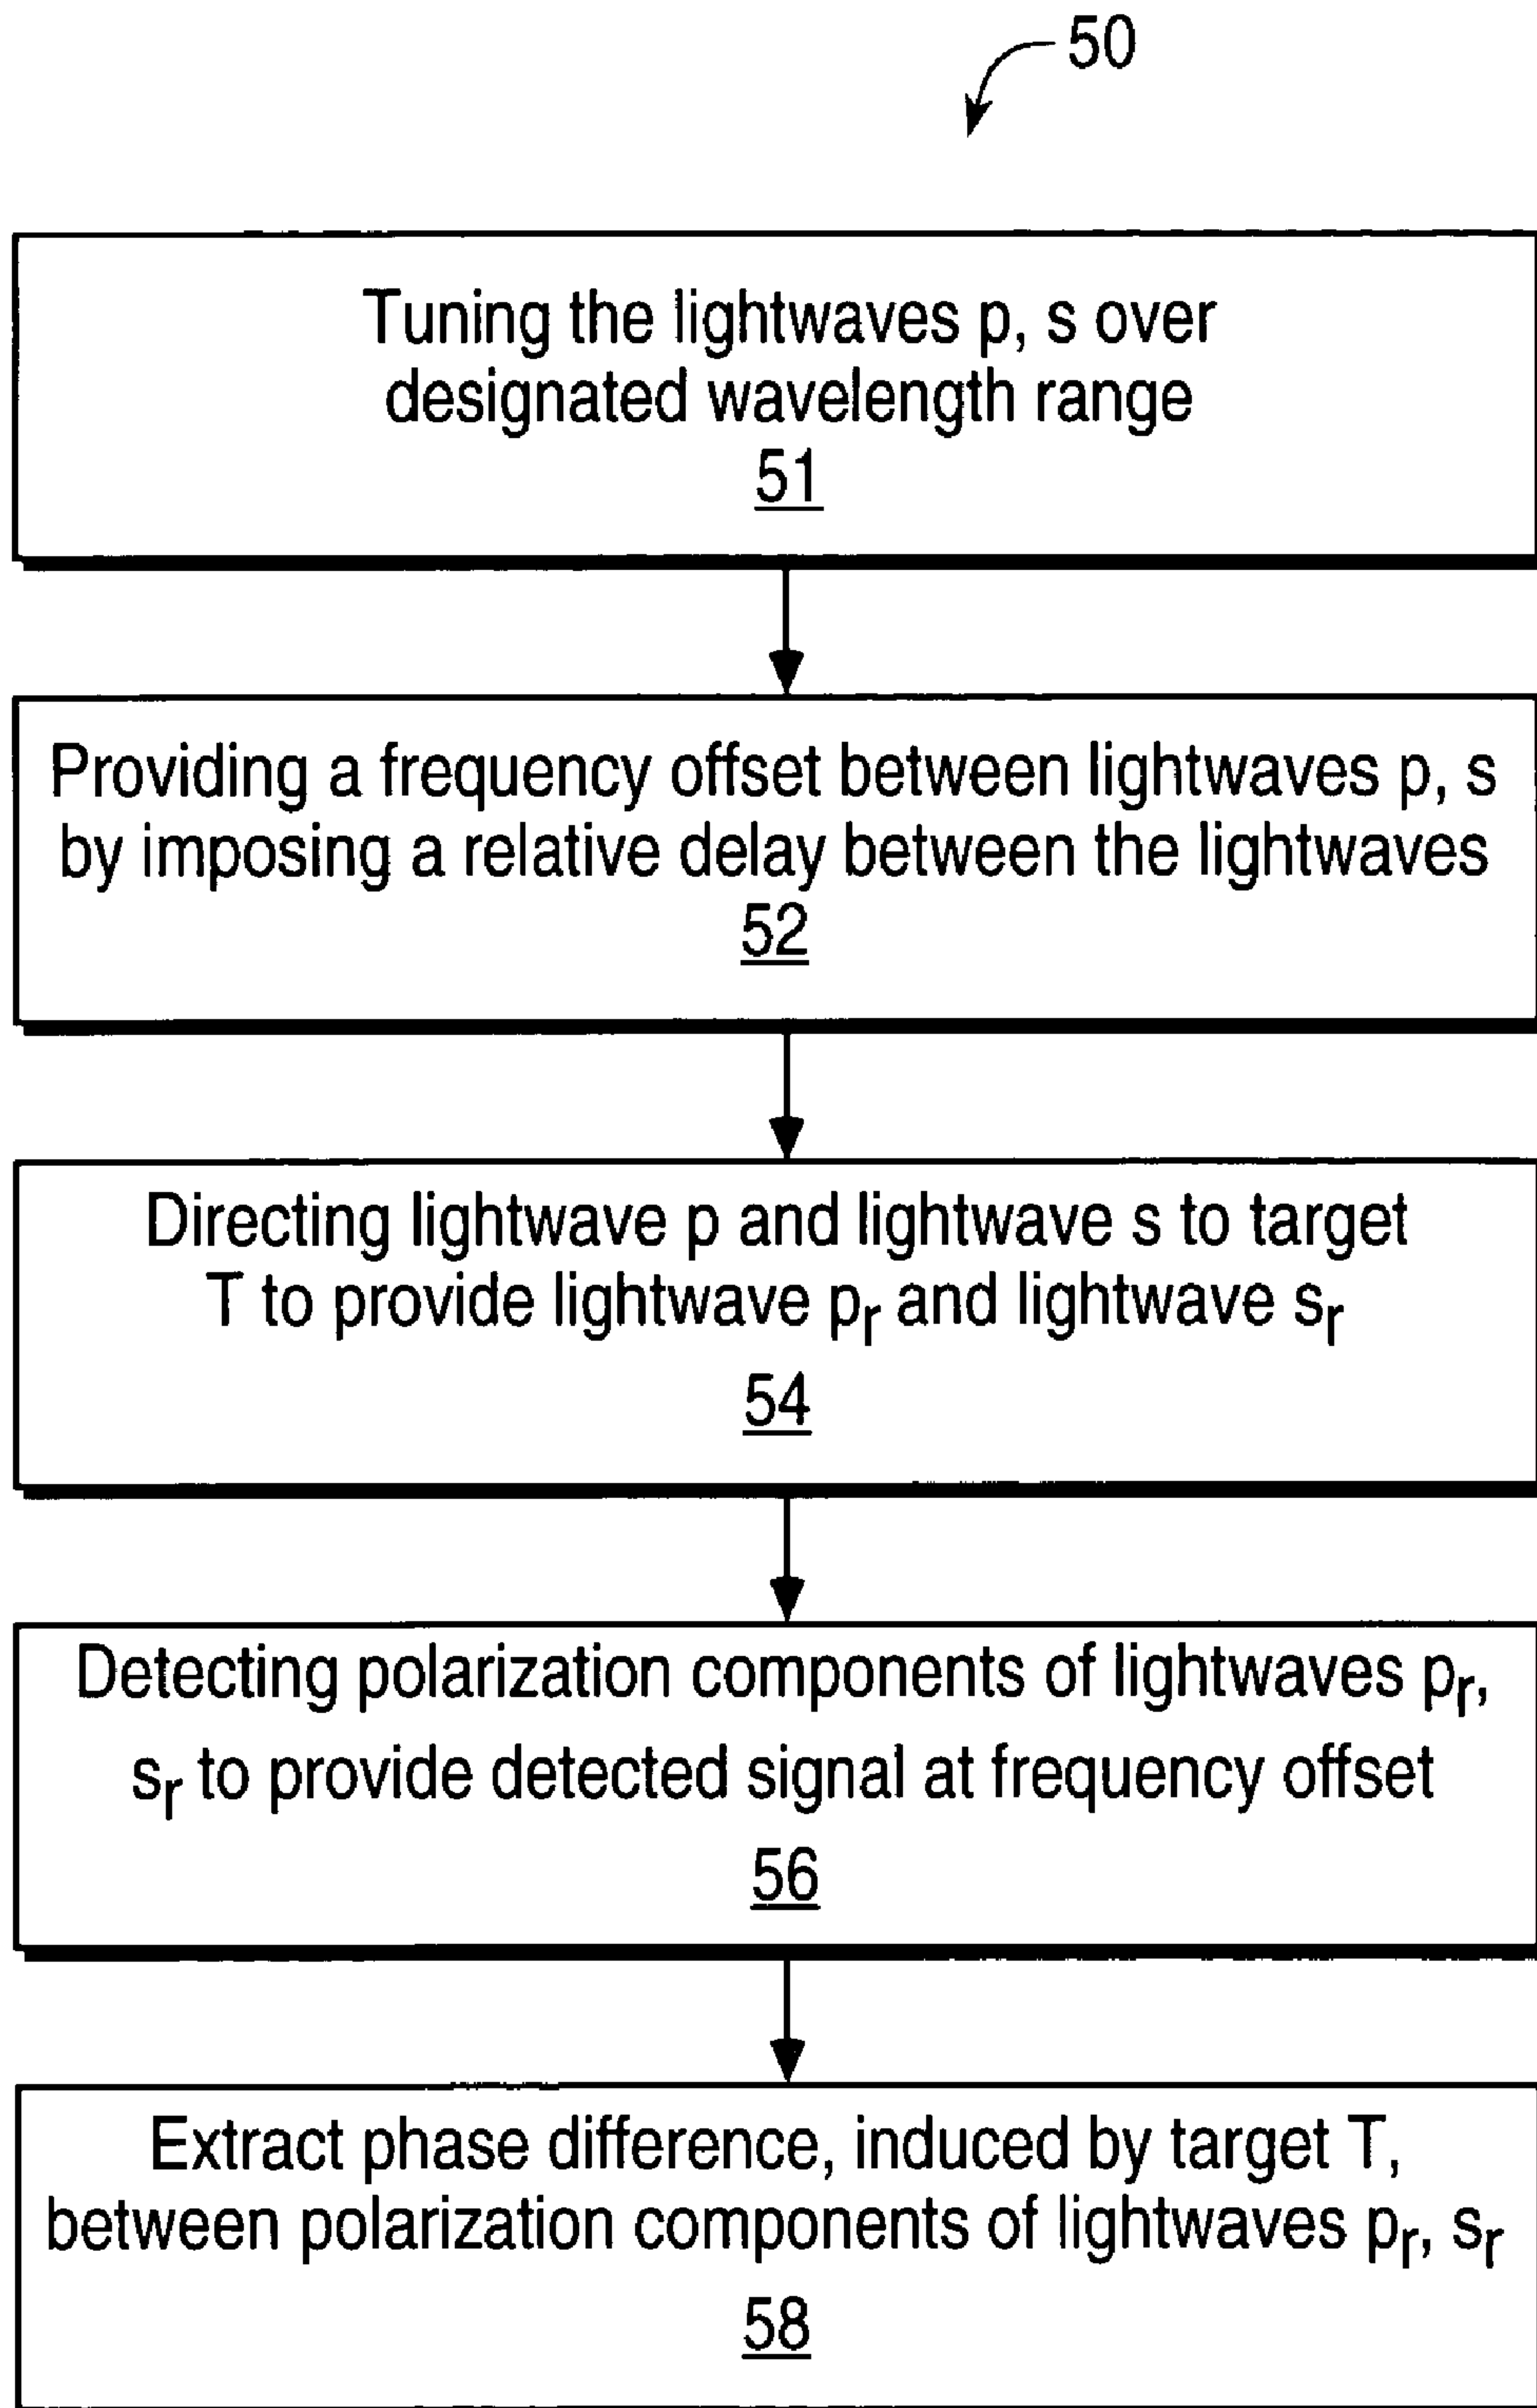 50
Tuning the lightwaves p, s over
designated wavelength range
51
Providing a frequency offset between lightwaves p, s
by imposing a relative delay between the lightwaves
52
Directing lightwave p and lightwave s to target
T to provide lightwave pᵣ and lightwave sᵣ
54
Detecting polarization components of lightwaves pᵣ,
sᵣ to provide detected signal at frequency offset
56
Extract phase difference, induced by target T,
between polarization components of lightwaves pᵣ, sᵣ
58